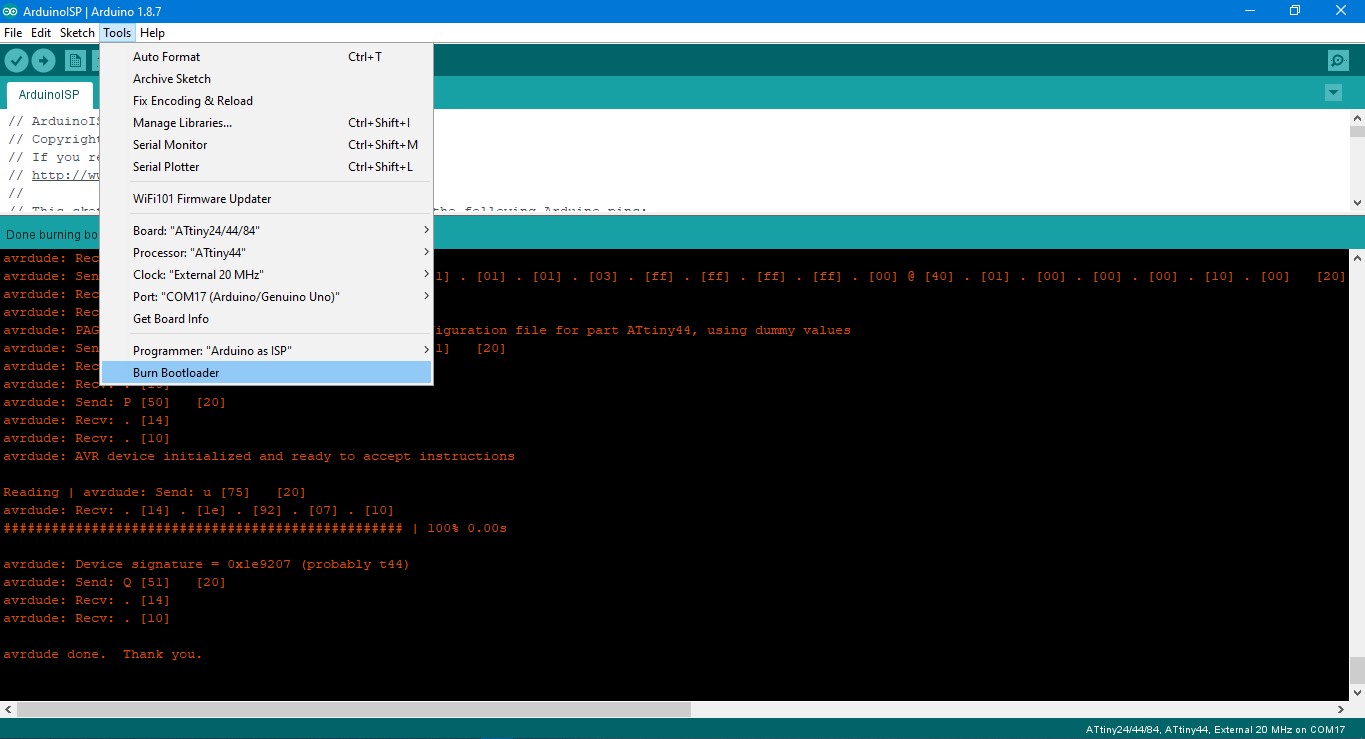 ArduinoISP | Arduino 1.8.7
File Edit Sketch Tools Help
Auto Format Ctrl+T
Archive Sketch
Fix Encoding & Reload
Manage Libraries... Ctrl+Shift+I
Serial Monitor Ctrl+Shift+M
Serial Plotter Ctrl+Shift+L
WiFi101 Firmware Updater
Board: "ATtiny24/44/84"
Processor: "ATtiny44"
Clock: "External 20 MHz"
Port: "COM17 (Arduino/Genuino Uno)"
Get Board Info
Programmer: "Arduino as ISP"
Burn Bootloader
ArduinoISP
// ArduinoIS
// Copyright
// If you re
// http://ww
//
// This ske the following Arduino pins:
Done burning bo
avrdude: Rec
avrdude: Sen 1] . [01] . [01] . [03] . [ff] . [ff] . [ff] . [ff] . [00] @ [40] . [01] . [00] . [00] . [00] . [10] . [00] [20]
avrdude: Rec
avrdude: Rec
avrdude: PAG iguration file for part ATtiny44, using dummy values
avrdude: Sen 1] [20]
avrdude: Rec
avrdude: Recv: . [10]
avrdude: Send: P [50] [20]
avrdude: Recv: . [14]
avrdude: Recv: . [10]
avrdude: AVR device initialized and ready to accept instructions
Reading | avrdude: Send: u [75] [20]
avrdude: Recv: . [14] . [1e] . [92] . [07] . [10]
################################################## | 100% 0.00s
avrdude: Device signature = 0x1e9207 (probably t44)
avrdude: Send: Q [51] [20]
avrdude: Recv: . [14]
avrdude: Recv: . [10]
avrdude done. Thank you.
ATtiny24/44/84, ATtiny44, External 20 MHz on COM17